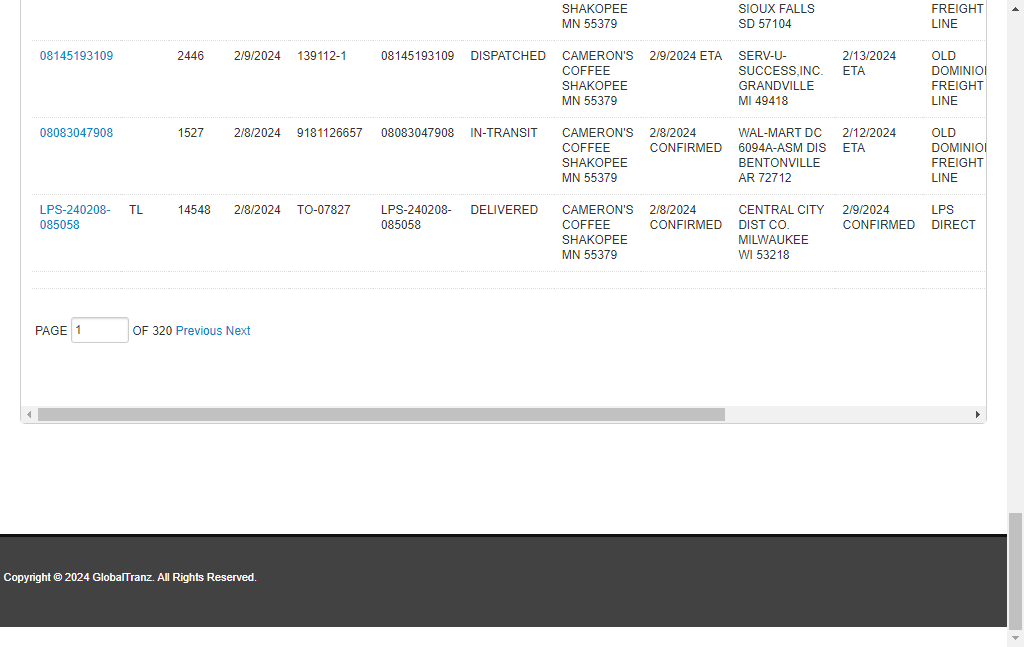 SHAKOPEE SIOUX FALLS FREIGHT
MN 55379 SD 57104 LINE
08145193109 2446 2/9/2024 139112-1 08145193109 DISPATCHED CAMERON'S 2/9/2024 ETA SERV-U- 2/13/2024 OLD
COFFEE SUCCESS,INC. ETA DOMINIO
SHAKOPEE GRANDVILLE FREIGHT
MN 55379 MI 49418 LINE
08083047908 1527 2/8/2024 9181126657 08083047908 IN-TRANSIT CAMERON'S 2/8/2024 WAL-MART DC 2/12/2024 OLD
COFFEE CONFIRMED 6094A-ASM DIS ETA DOMINIO
SHAKOPEE BENTONVILLE FREIGHT
MN 55379 AR 72712 LINE
LPS-240208- TL 14548 2/8/2024 TO-07827 LPS-240208- DELIVERED CAMERON'S 2/8/2024 CENTRAL CITY 2/9/2024 LPS
085058 085058 COFFEE CONFIRMED DIST CO. CONFIRMED DIRECT
SHAKOPEE MILWAUKEE
MN 55379 WI 53218
PAGE 1 OF 320 Previous Next
Copyright © 2024 GlobalTranz. All Rights Reserved.